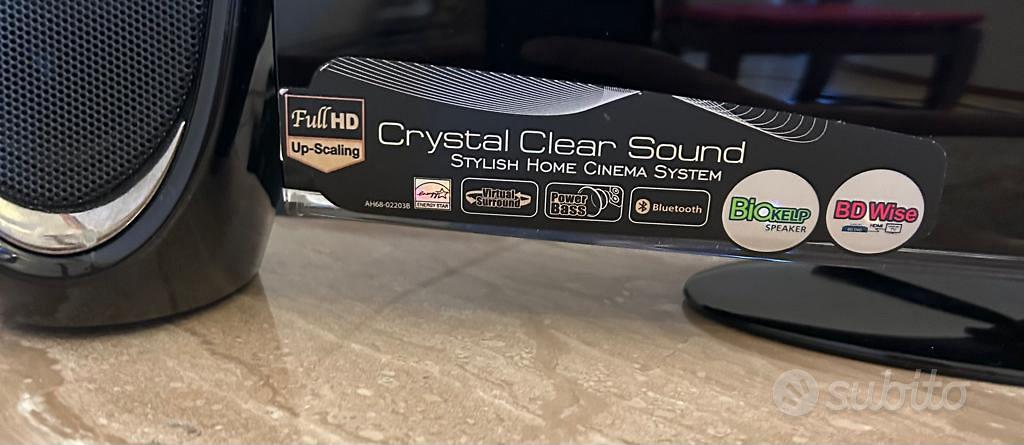 Full HD
Up-Scaling
Crystal Clear Sound
STYLISH HOME CINEMA SYSTEM
AH68-02203B
ENERGY STAR
Virtual
Surround
Power
Bass
Bluetooth
BioKELP
SPEAKER
BD Wise
HDMI
subito